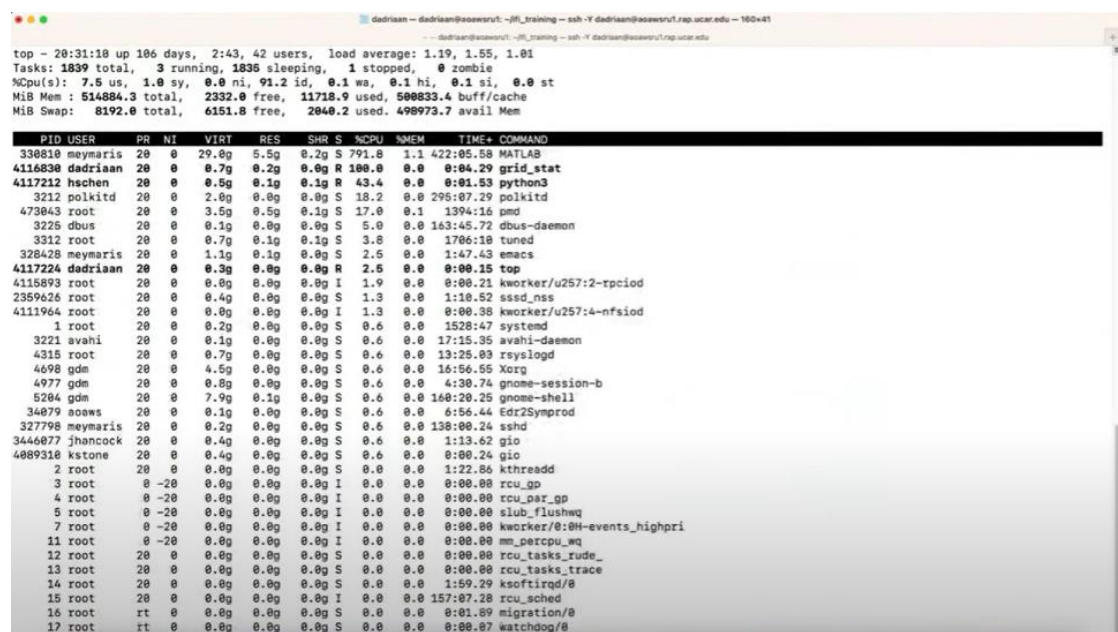 dadriaan — dadriaan@aoawsru1: ~/lfi_training — ssh -Y dadriaan@aoawsru1.rap.ucar.edu — 160×41
top - 20:31:10 up 106 days, 2:43, 42 users, load average: 1.19, 1.55, 1.01
Tasks: 1839 total, 3 running, 1835 sleeping, 1 stopped, 0 zombie
%Cpu(s): 7.5 us, 1.0 sy, 0.0 ni, 91.2 id, 0.1 wa, 0.1 hi, 0.1 si, 0.0 st
MiB Mem : 514884.3 total, 2332.0 free, 11718.9 used, 500833.4 buff/cache
MiB Swap: 8192.0 total, 6151.8 free, 2040.2 used. 498973.7 avail Mem
PID USER PR NI VIRT RES SHR S %CPU %MEM TIME+ COMMAND
330810 meymaris 20 0 29.0g 5.5g 0.2g S 791.8 1.1 422:05.58 MATLAB
4116830 dadriaan 20 0 0.7g 0.2g 0.0g R 100.0 0.0 0:04.29 grid_stat
4117212 hschen 20 0 0.5g 0.1g 0.1g R 43.4 0.0 0:01.53 python3
3212 polkitd 20 0 2.0g 0.0g 0.0g S 18.2 0.0 295:07.29 polkitd
473043 root 20 0 3.5g 0.5g 0.1g S 17.0 0.1 1394:16 pmd
3225 dbus 20 0 0.1g 0.0g 0.0g S 5.0 0.0 163:45.72 dbus-daemon
3312 root 20 0 0.7g 0.1g 0.1g S 3.8 0.0 1706:10 tuned
328428 meymaris 20 0 1.1g 0.1g 0.0g S 2.5 0.0 1:47.43 emacs
4117224 dadriaan 20 0 0.3g 0.0g 0.0g R 2.5 0.0 0:00.15 top
4115893 root 20 0 0.0g 0.0g 0.0g I 1.9 0.0 0:00.21 kworker/u257:2-rpciod
2359626 root 20 0 0.4g 0.0g 0.0g S 1.3 0.0 1:10.52 sssd_nss
4111964 root 20 0 0.0g 0.0g 0.0g I 1.3 0.0 0:00.38 kworker/u257:4-nfsiod
1 root 20 0 0.2g 0.0g 0.0g S 0.6 0.0 1528:47 systemd
3221 avahi 20 0 0.1g 0.0g 0.0g S 0.6 0.0 17:15.35 avahi-daemon
4315 root 20 0 0.7g 0.0g 0.0g S 0.6 0.0 13:25.03 rsyslogd
4698 gdm 20 0 4.5g 0.0g 0.0g S 0.6 0.0 16:56.55 Xorg
4977 gdm 20 0 0.8g 0.0g 0.0g S 0.6 0.0 4:30.74 gnome-session-b
5204 gdm 20 0 7.9g 0.1g 0.0g S 0.6 0.0 160:20.25 gnome-shell
34079 aoaws 20 0 0.1g 0.0g 0.0g S 0.6 0.0 6:56.44 Edr2Symprod
327798 meymaris 20 0 0.2g 0.0g 0.0g S 0.6 0.0 138:00.24 sshd
3446077 jhancock 20 0 0.4g 0.0g 0.0g S 0.6 0.0 1:13.62 gio
4089310 kstone 20 0 0.4g 0.0g 0.0g S 0.6 0.0 0:00.24 gio
2 root 20 0 0.0g 0.0g 0.0g S 0.0 0.0 1:22.86 kthreadd
3 root 0 -20 0.0g 0.0g 0.0g I 0.0 0.0 0:00.00 rcu_gp
4 root 0 -20 0.0g 0.0g 0.0g I 0.0 0.0 0:00.00 rcu_par_gp
5 root 0 -20 0.0g 0.0g 0.0g I 0.0 0.0 0:00.00 slub_flushwq
7 root 0 -20 0.0g 0.0g 0.0g I 0.0 0.0 0:00.00 kworker/0:0H-events_highpri
11 root 0 -20 0.0g 0.0g 0.0g I 0.0 0.0 0:00.00 mm_percpu_wq
12 root 20 0 0.0g 0.0g 0.0g S 0.0 0.0 0:00.00 rcu_tasks_rude_
13 root 20 0 0.0g 0.0g 0.0g S 0.0 0.0 0:00.00 rcu_tasks_trace
14 root 20 0 0.0g 0.0g 0.0g S 0.0 0.0 1:59.29 ksoftirqd/0
15 root 20 0 0.0g 0.0g 0.0g I 0.0 0.0 157:07.28 rcu_sched
16 root rt 0 0.0g 0.0g 0.0g S 0.0 0.0 0:01.89 migration/0
17 root rt 0 0.0g 0.0g 0.0g S 0.0 0.0 0:00.07 watchdog/0